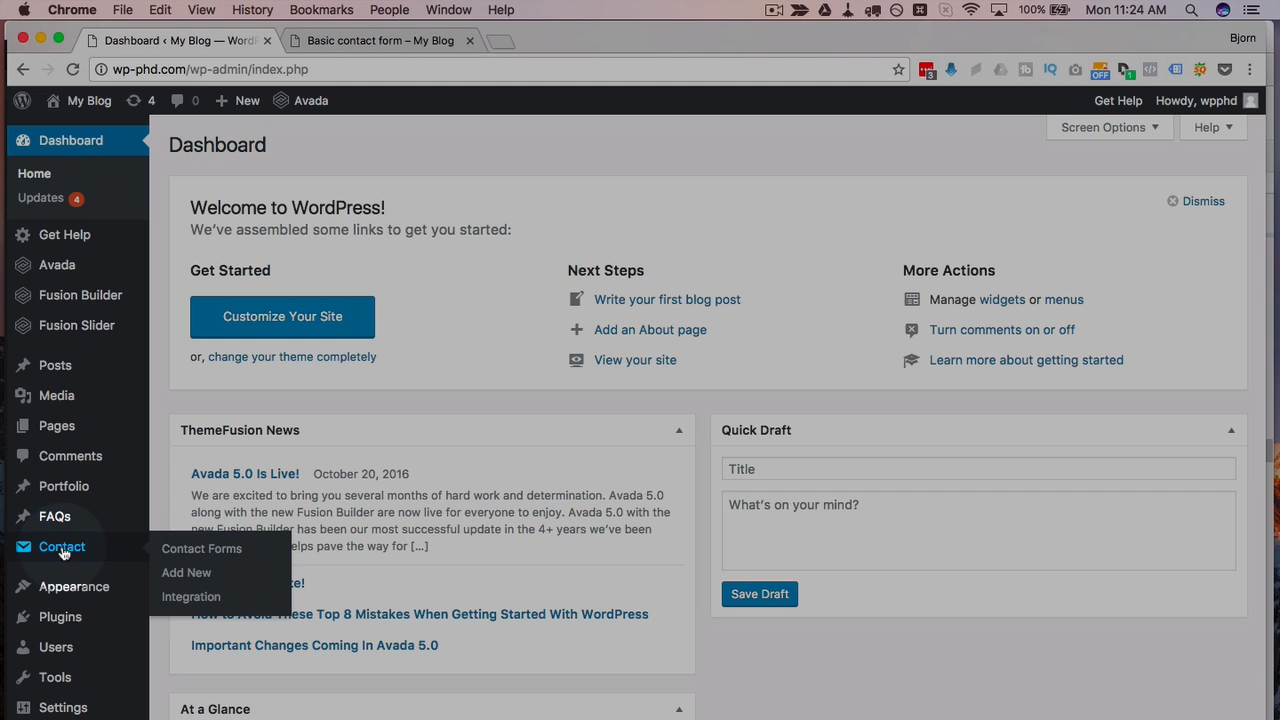 Chrome File Edit View History Bookmarks People Window Help 100% Mon 11:24 AM
Dashboard ‹ My Blog — WordP Basic contact form – My Blog Bjorn
wp-phd.com/wp-admin/index.php 3 OFF 1
My Blog 4 0 New Avada Get Help Howdy, wpphd
Dashboard
Home
Updates 4
Get Help
Avada
Fusion Builder
Fusion Slider
Posts
Media
Pages
Comments
Portfolio
FAQs
Contact
Appearance
Plugins
Users
Tools
Settings
Contact Forms
Add New
Integration
Screen Options Help
Dashboard
Welcome to WordPress!
We've assembled some links to get you started:
Dismiss
Get Started
Customize Your Site
or, change your theme completely
Next Steps
Write your first blog post
Add an About page
View your site
More Actions
Manage widgets or menus
Turn comments on or off
Learn more about getting started
ThemeFusion News
Avada 5.0 Is Live! October 20, 2016
We are excited to bring you several months of hard work and determination. Avada 5.0
along with the new Fusion Builder are now live for everyone to enjoy. Avada 5.0 with the
new Fusion Builder has been our most successful update in the 4+ years we've been
helps pave the way for […]
te!
How to Avoid These Top 8 Mistakes When Getting Started With WordPress
Important Changes Coming In Avada 5.0
At a Glance
Quick Draft
Title
What's on your mind?
Save Draft